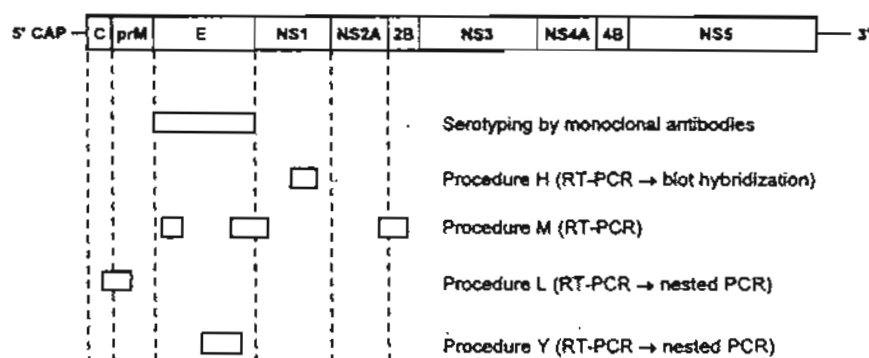 5' CAP C prM E NS1 NS2A 2B NS3 NS4A 4B NS5 3'
Serotyping by monoclonal antibodies
Procedure H (RT-PCR → blot hybridization)
Procedure M (RT-PCR)
Procedure L (RT-PCR → nested PCR)
Procedure Y (RT-PCR → nested PCR)